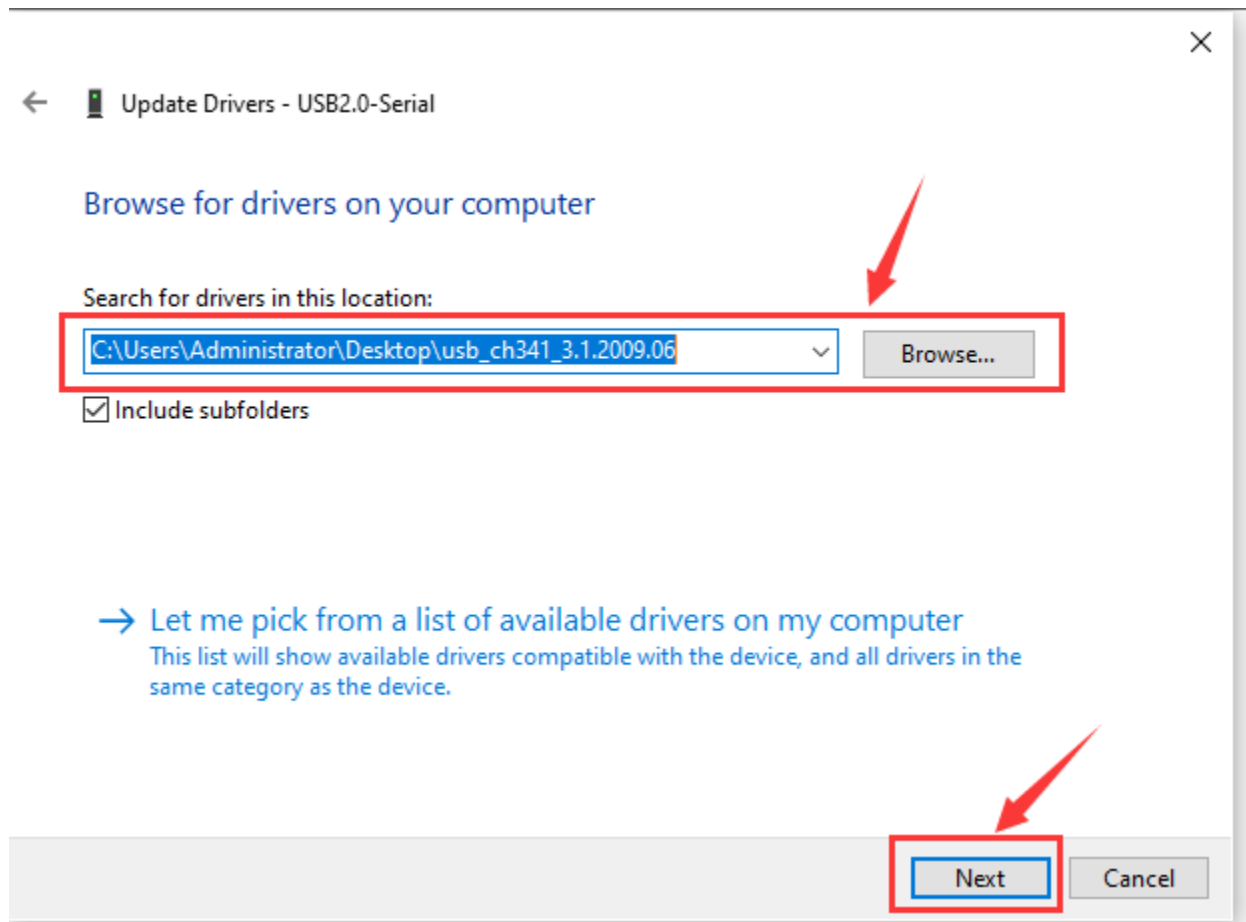 Update Drivers - USB2.0-Serial
Browse for drivers on your computer
Search for drivers in this location:
C:\Users\Administrator\Desktop\usb_ch341_3.1.2009.06
Browse...
Include subfolders
Let me pick from a list of available drivers on my computer
This list will show available drivers compatible with the device, and all drivers in the
same category as the device.
Next
Cancel